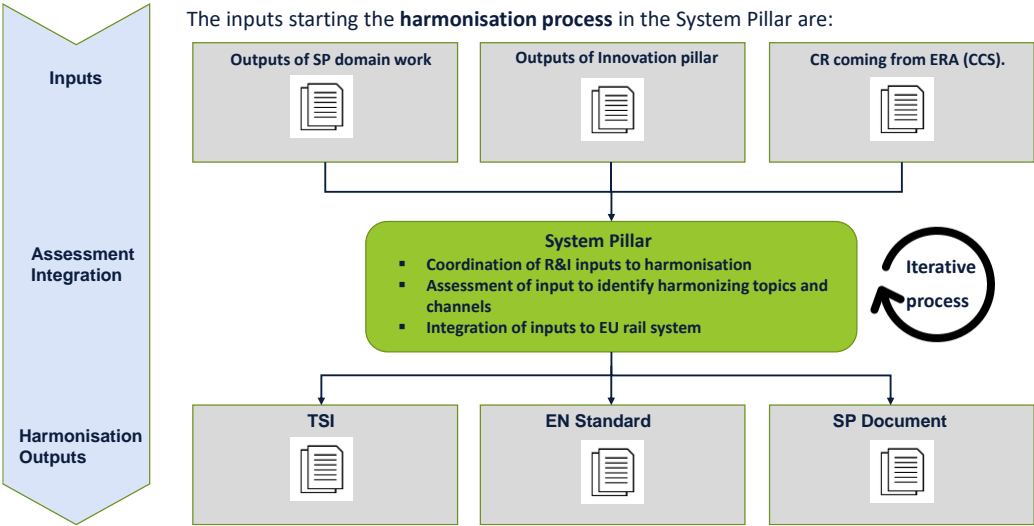 The inputs starting the harmonisation process in the System Pillar are:
Inputs
Outputs of SP domain work
Outputs of Innovation pillar
CR coming from ERA (CCS).
Assessment
Integration
System Pillar
▪ Coordination of R&I inputs to harmonisation
▪ Assessment of input to identify harmonizing topics and
channels
▪ Integration of inputs to EU rail system
Iterative
process
Harmonisation
Outputs
TSI
EN Standard
SP Document